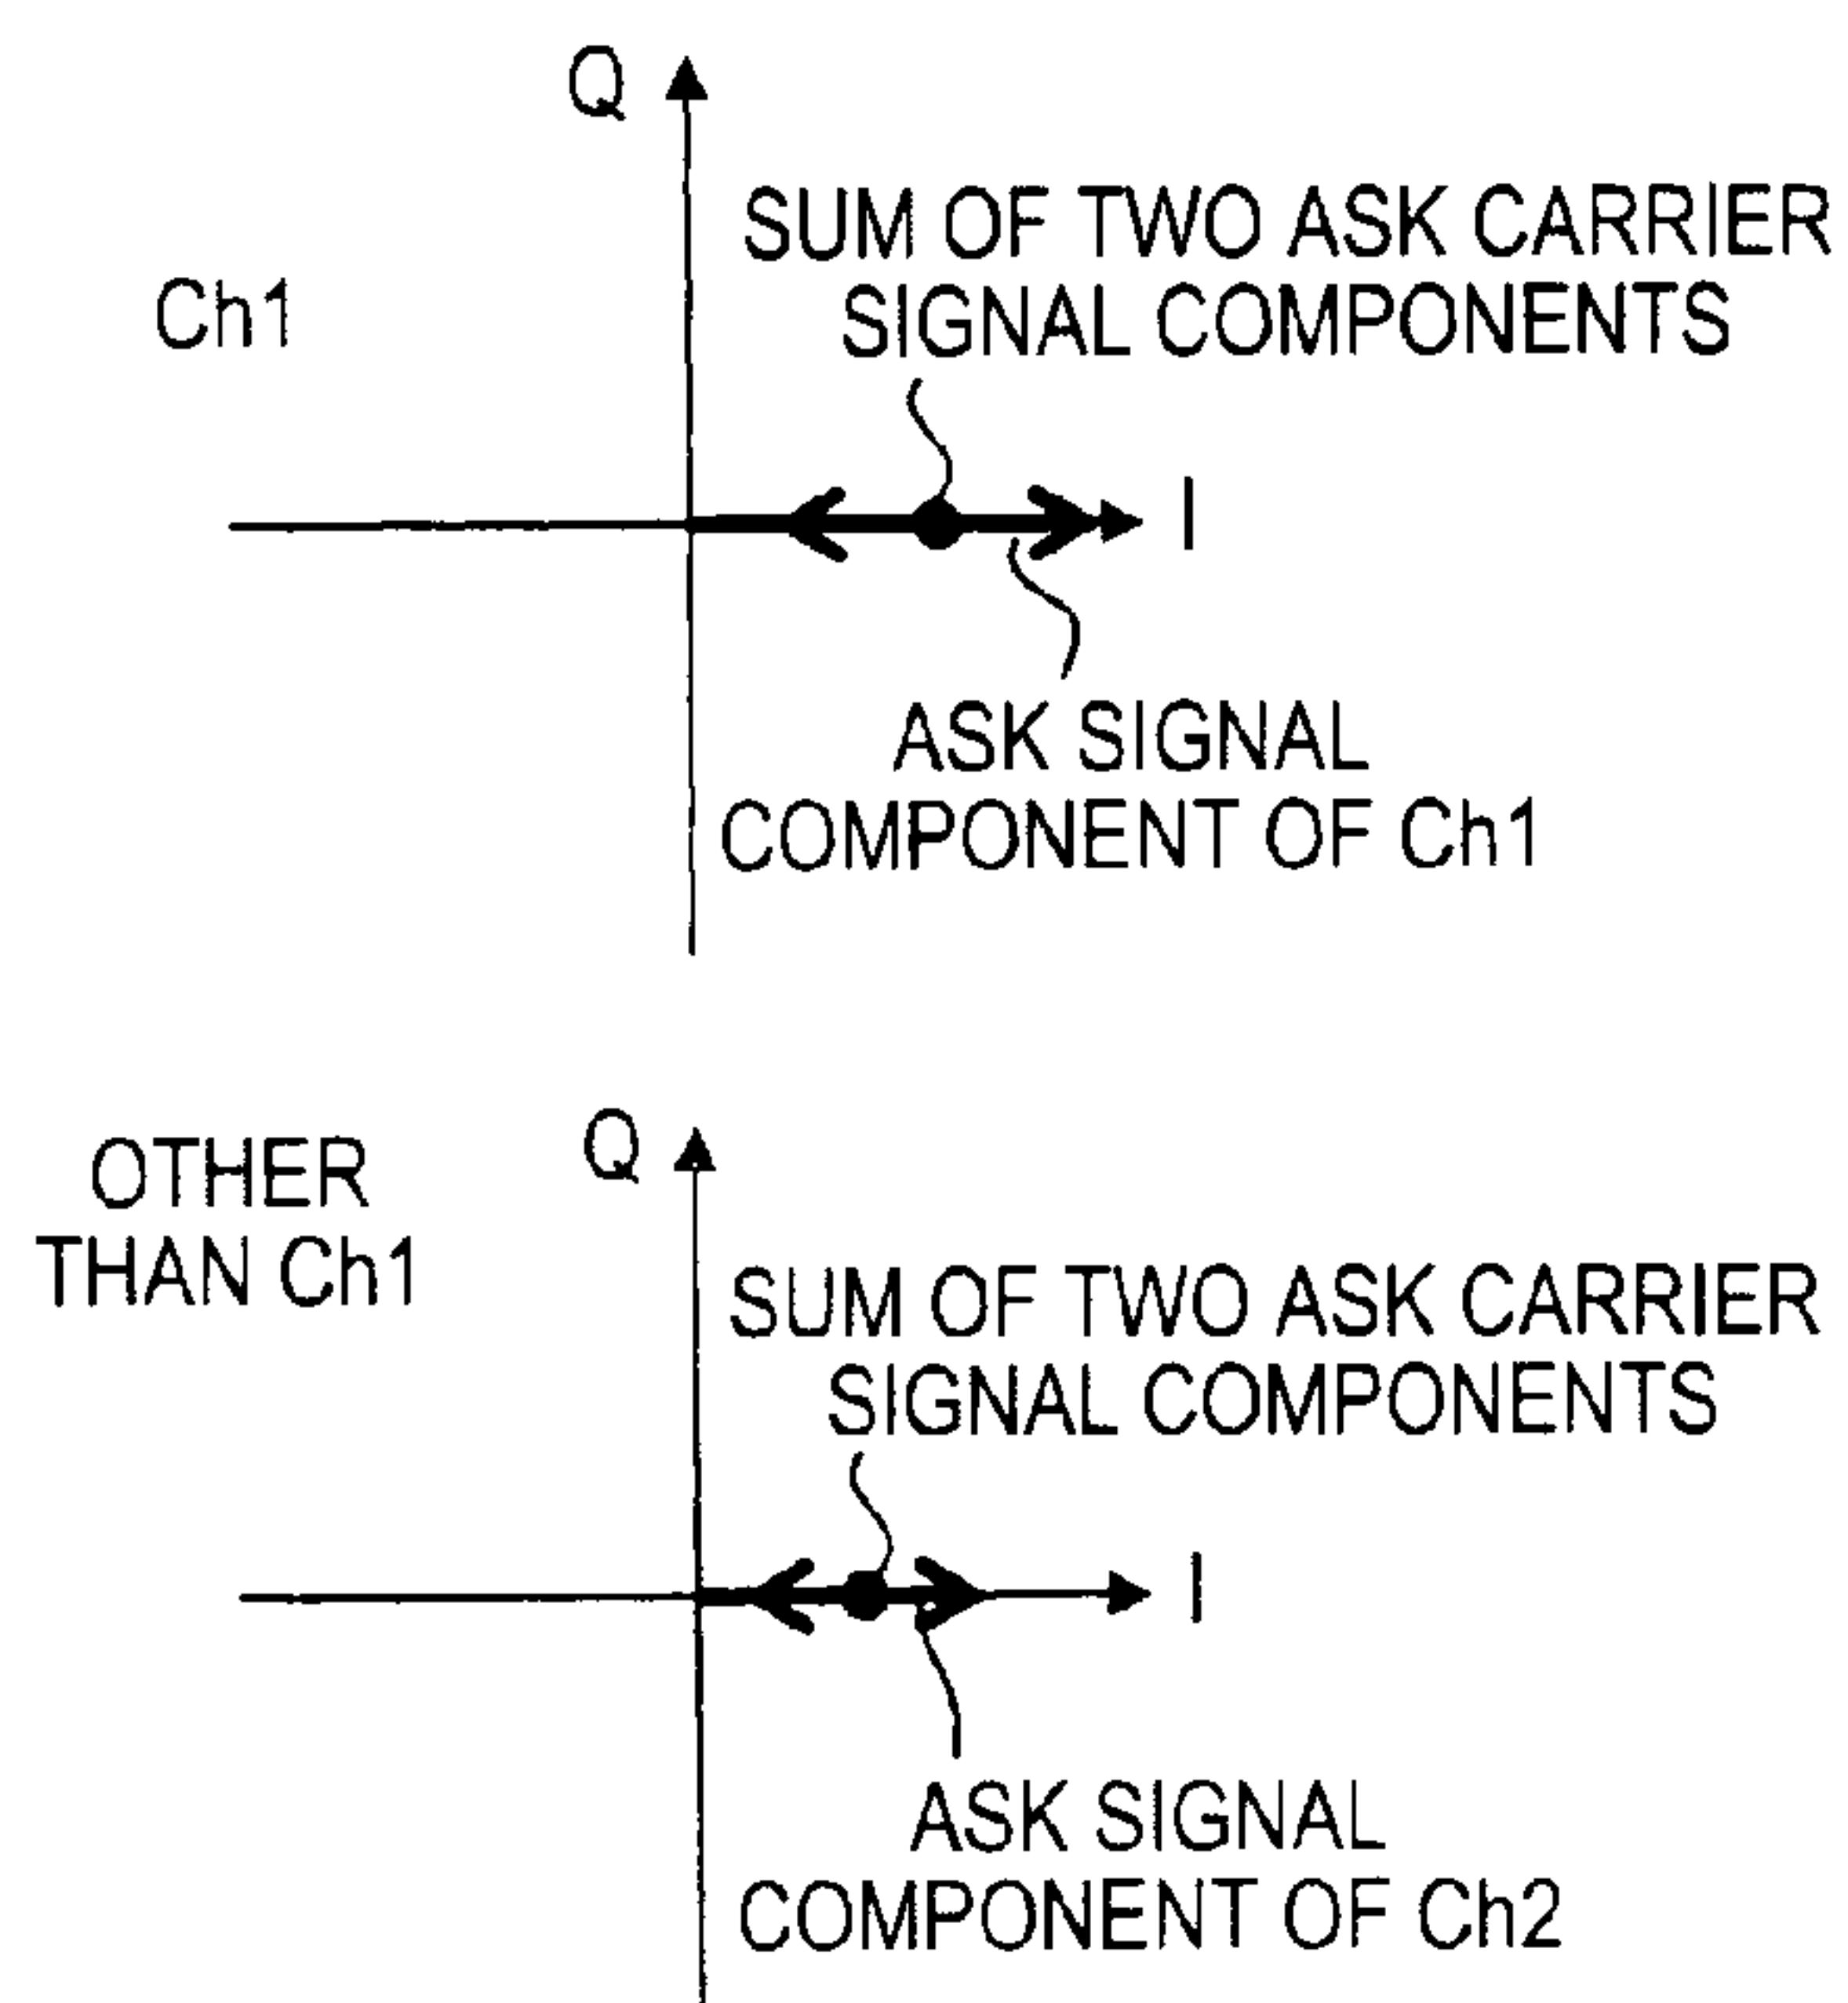 Q
SUM OF TWO ASK CARRIER
SIGNAL COMPONENTS
Ch1
I
ASK SIGNAL
COMPONENT OF Ch1
Q
OTHER
THAN Ch1
SUM OF TWO ASK CARRIER
SIGNAL COMPONENTS
I
ASK SIGNAL
COMPONENT OF Ch2